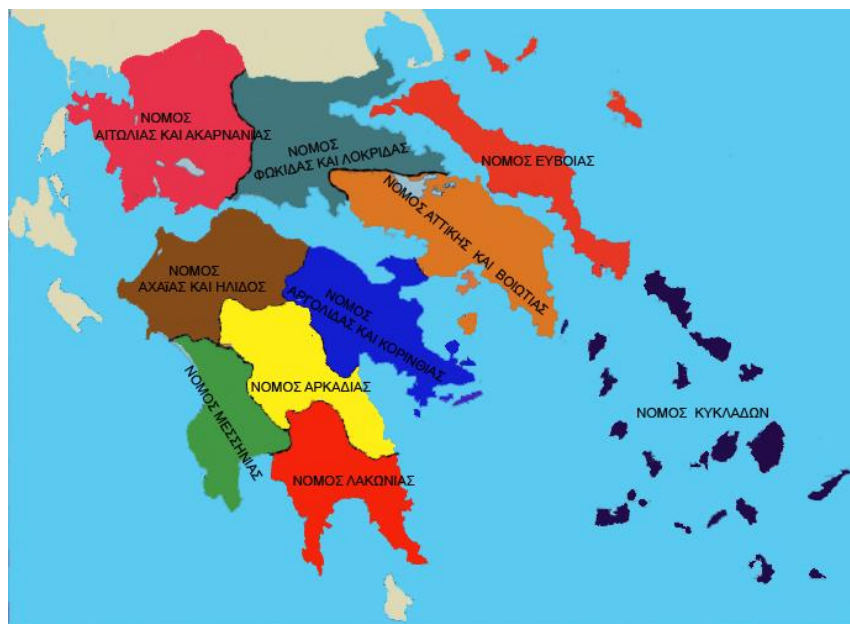 ΝΟΜΟΣ
ΑΙΤΩΛΙΑΣ ΚΑΙ ΑΚΑΡΝΑΝΙΑΣ
ΝΟΜΟΣ
ΦΩΚΙΔΑΣ ΚΑΙ ΛΟΚΡΙΔΑΣ
ΝΟΜΟΣ ΕΥΒΟΙΑΣ
ΝΟΜΟΣ ΑΤΤΙΚΗΣ ΚΑΙ ΒΟΙΩΤΙΑΣ
ΝΟΜΟΣ
ΑΧΑΪΑΣ ΚΑΙ ΗΛΙΔΟΣ
ΝΟΜΟΣ
ΑΡΓΟΛΙΔΑΣ ΚΑΙ ΚΟΡΙΝΘΙΑΣ
ΝΟΜΟΣ ΑΡΚΑΔΙΑΣ
ΝΟΜΟΣ ΜΕΣΣΗΝΙΑΣ
ΝΟΜΟΣ ΚΥΚΛΑΔΩΝ
ΝΟΜΟΣ ΛΑΚΩΝΙΑΣ